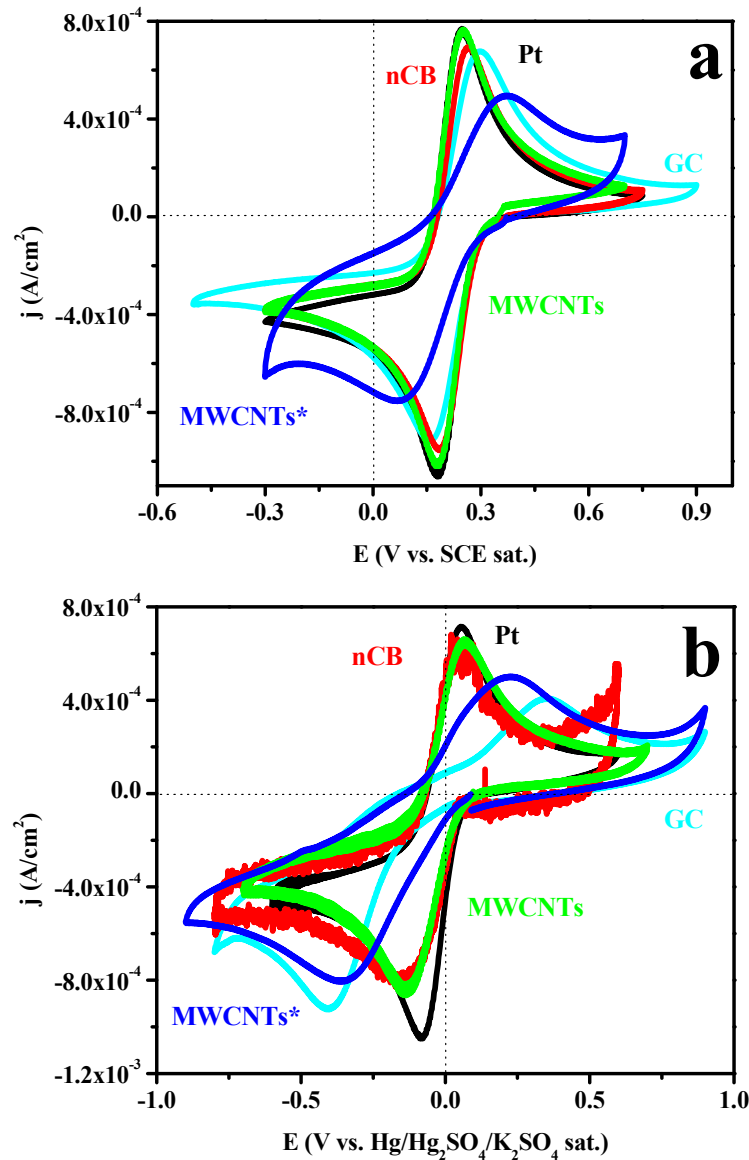 8.0x10⁻⁴
a
Pt
nCB
4.0x10⁻⁴
GC
0.0
j (A/cm²)
MWCNTs
-4.0x10⁻⁴
MWCNTs*
-8.0x10⁻⁴
-0.6 -0.3 0.0 0.3 0.6 0.9
E (V vs. SCE sat.)
8.0x10⁻⁴
b
Pt
nCB
4.0x10⁻⁴
0.0
GC
j (A/cm²)
-4.0x10⁻⁴
MWCNTs
-8.0x10⁻⁴
MWCNTs*
-1.2x10⁻³
-1.0 -0.5 0.0 0.5 1.0
E (V vs. Hg/Hg₂SO₄/K₂SO₄ sat.)